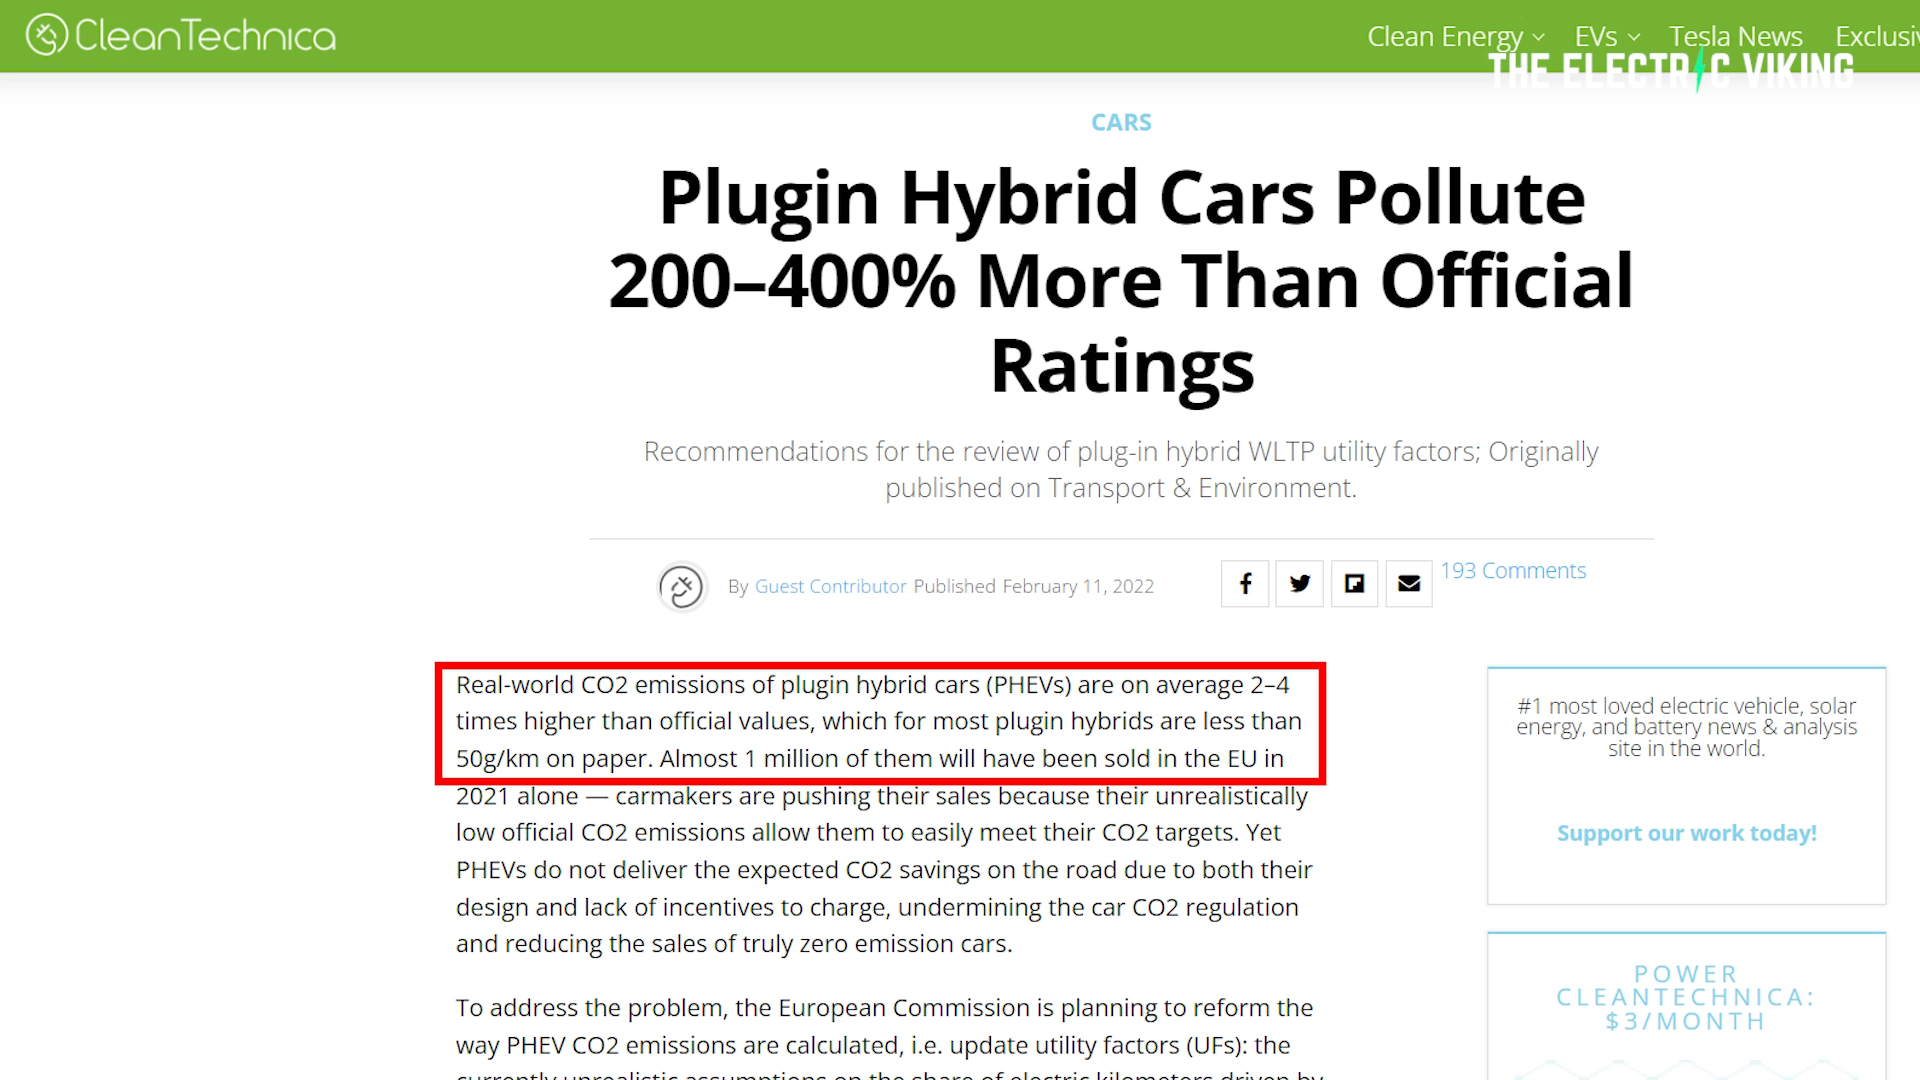 CleanTechnica
Clean Energy EVs Tesla News
THE ELECTRIC VIKING
CARS
Plugin Hybrid Cars Pollute
200–400% More Than Official
Ratings
Recommendations for the review of plug-in hybrid WLTP utility factors; Originally
published on Transport & Environment.
By Guest Contributor Published February 11, 2022
193 Comments
Real-world CO2 emissions of plugin hybrid cars (PHEVs) are on average 2–4
times higher than official values, which for most plugin hybrids are less than
50g/km on paper. Almost 1 million of them will have been sold in the EU in
2021 alone — carmakers are pushing their sales because their unrealistically
low official CO2 emissions allow them to easily meet their CO2 targets. Yet
PHEVs do not deliver the expected CO2 savings on the road due to both their
design and lack of incentives to charge, undermining the car CO2 regulation
and reducing the sales of truly zero emission cars.
To address the problem, the European Commission is planning to reform the
way PHEV CO2 emissions are calculated, i.e. update utility factors (UFs): the
currently unrealistic assumptions on the share of electric kilometers driven by
#1 most loved electric vehicle, solar
energy, and battery news & analysis
site in the world.
Support our work today!
POWER
CLEANTECHNICA:
$3/MONTH